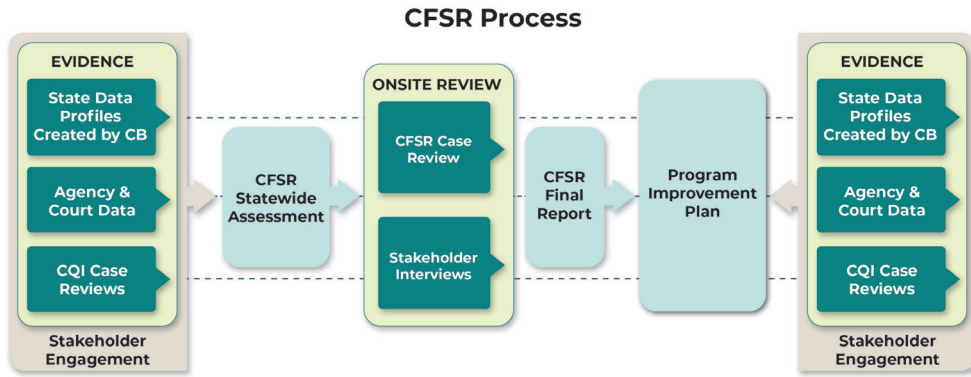 CFSR Process
EVIDENCE
State Data
Profiles
Created by CB
Agency &
Court Data
CQI Case
Reviews
Stakeholder
Engagement
CFSR
Statewide
Assessment
ONSITE REVIEW
CFSR Case
Review
Stakeholder
Interviews
CFSR
Final
Report
Program
Improvement
Plan
EVIDENCE
State Data
Profiles
Created by CB
Agency &
Court Data
CQI Case
Reviews
Stakeholder
Engagement